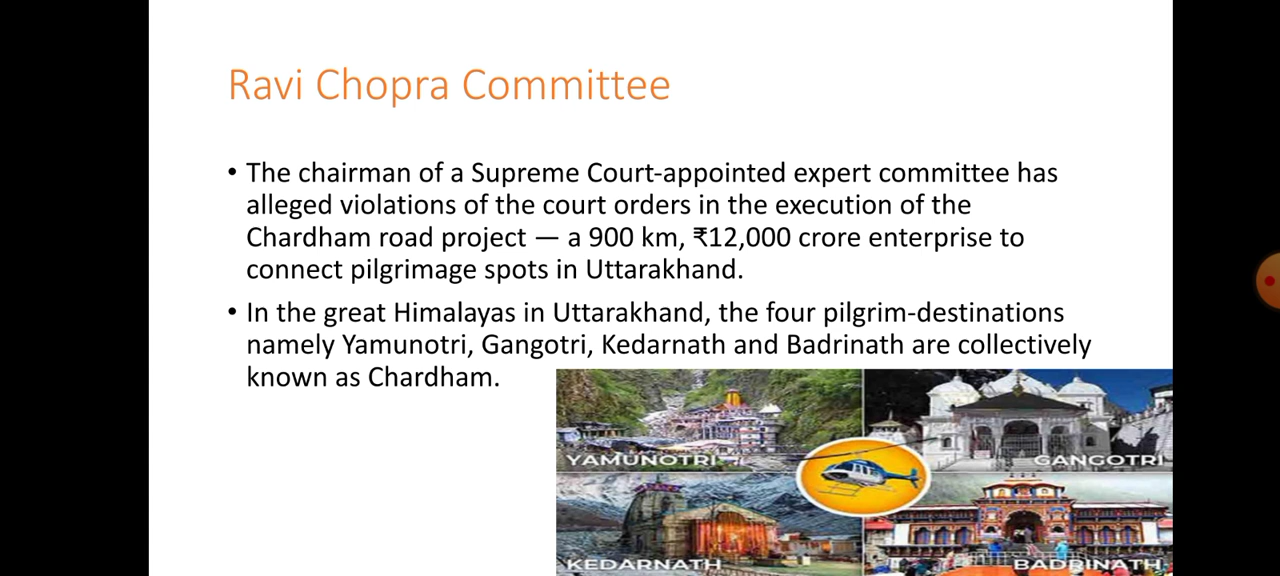 Ravi Chopra Committee
• The chairman of a Supreme Court-appointed expert committee has
alleged violations of the court orders in the execution of the
Chardham road project — a 900 km, ₹12,000 crore enterprise to
connect pilgrimage spots in Uttarakhand.
• In the great Himalayas in Uttarakhand, the four pilgrim-destinations
namely Yamunotri, Gangotri, Kedarnath and Badrinath are collectively
known as Chardham.
YAMUNOTRI
GANGOTRI
KEDARNATH
BADRINATH